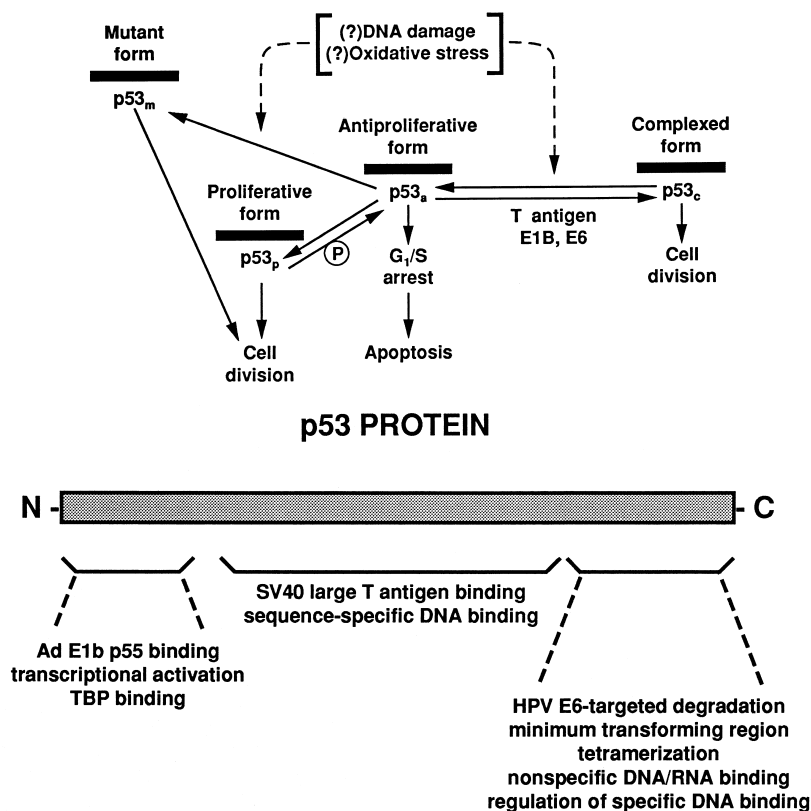 Mutant
form
p53m
(?)DNA damage
(?)Oxidative stress
Antiproliferative
form
p53a
Complexed
form
p53c
Proliferative
form
p53p
P
T antigen
E1B, E6
G1/S
arrest
Cell
division
Cell
division
Apoptosis
p53 PROTEIN
N - - C
SV40 large T antigen binding
sequence-specific DNA binding
Ad E1b p55 binding
transcriptional activation
TBP binding
HPV E6-targeted degradation
minimum transforming region
tetramerization
nonspecific DNA/RNA binding
regulation of specific DNA binding